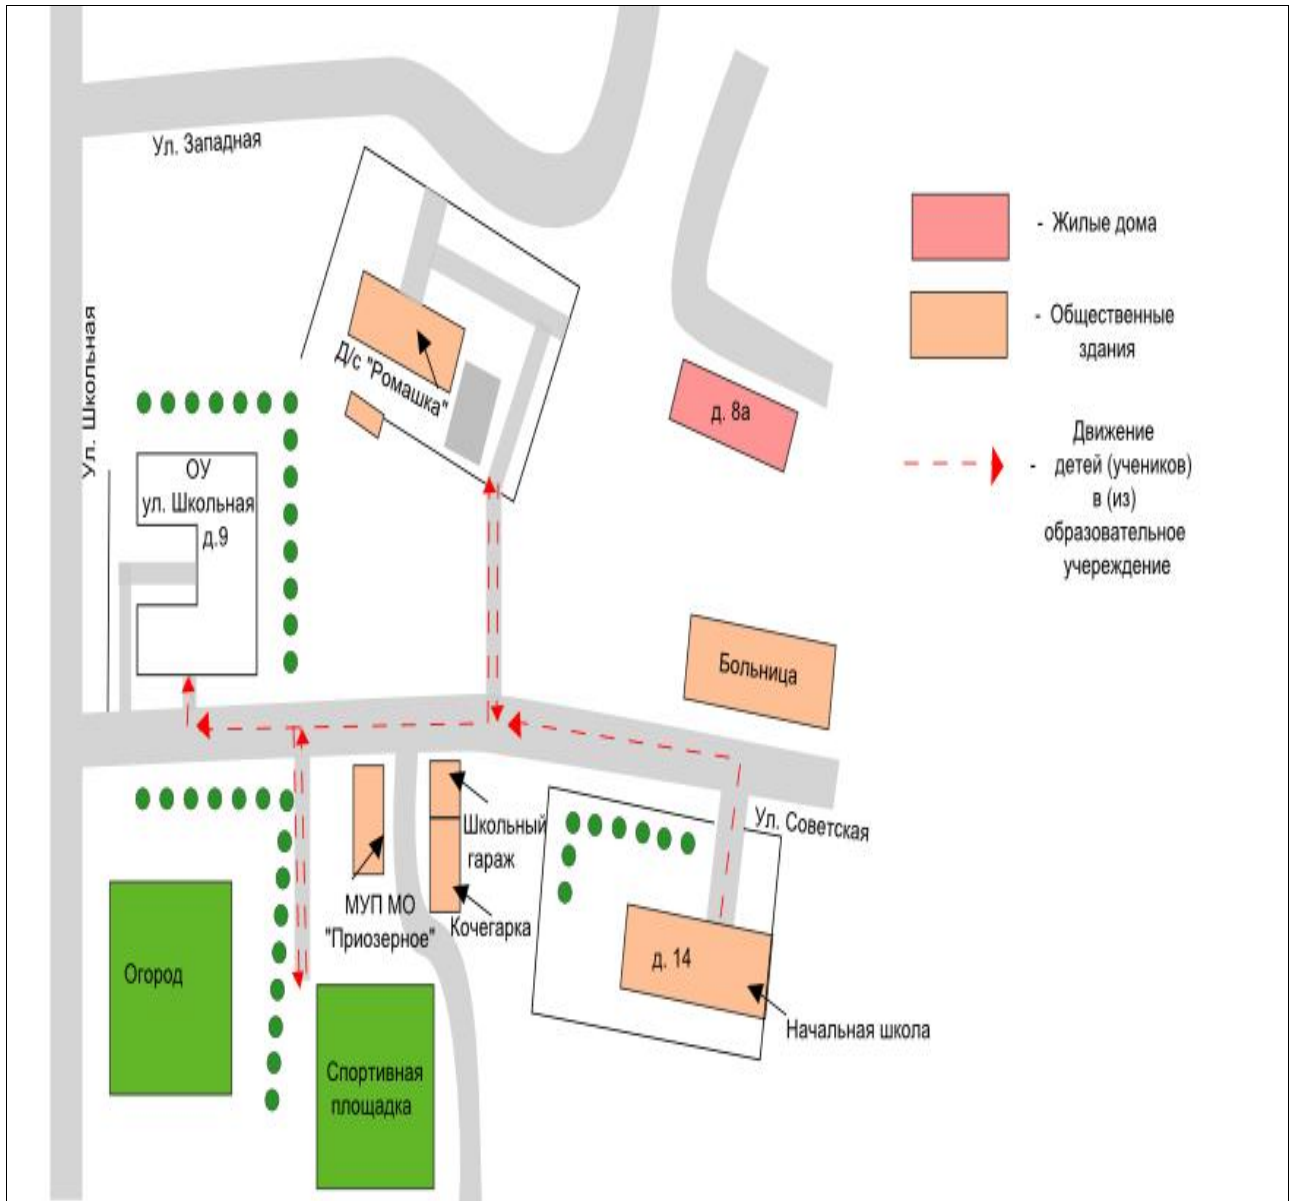 Ул. Западная
Ул. Школьная
Д/с "Ромашка"
ОУ
ул. Школьная
д.9
д. 8а
Больница
Ул. Советская
Школьный
гараж
МУП МО
"Приозерное"
Кочегарка
д. 14
Начальная школа
Огород
Спортивная
площадка
- Жилые дома
- Общественные
здания
Движение
- детей (учеников)
в (из)
образовательное
учереждение